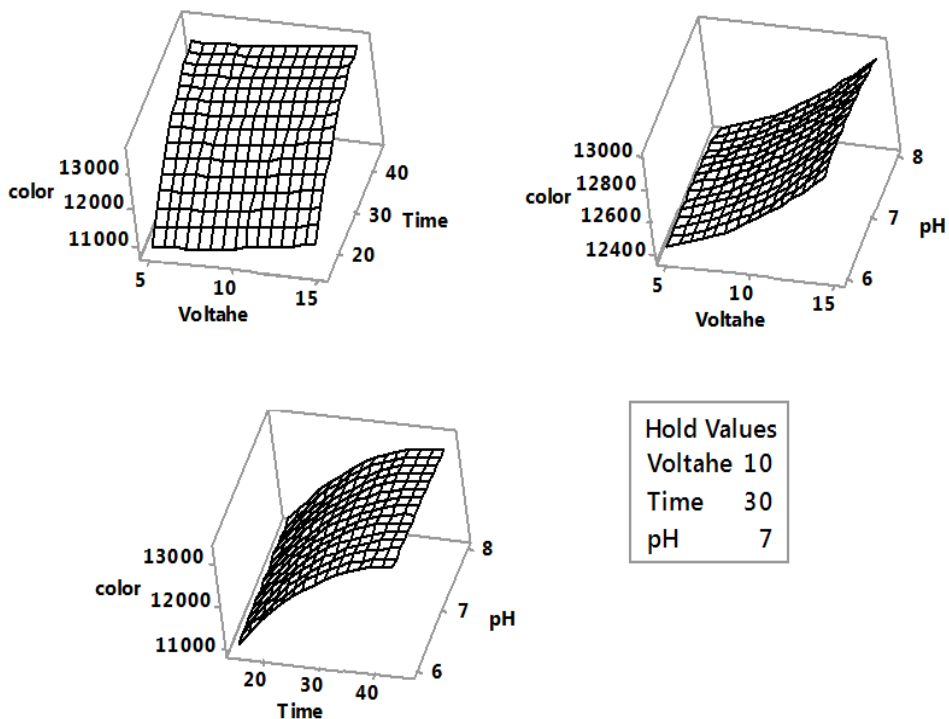 13000
color
12000
11000
5
10
15
Voltahe
20
30
40
Time
13000
color
12800
12600
12400
5
10
15
Voltahe
6
7
8
pH
13000
color
12000
11000
20
30
40
Time
6
7
8
pH
Hold Values
Voltahe 10
Time 30
pH 7